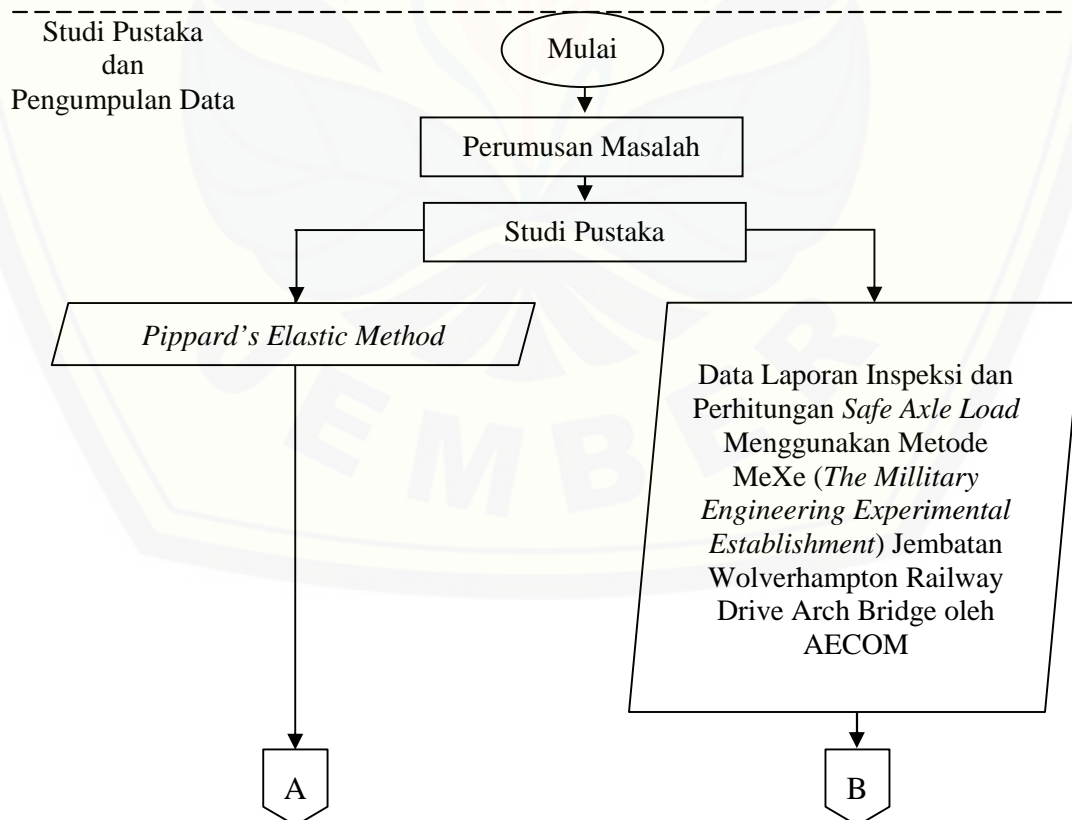 Studi Pustaka
dan
Pengumpulan Data
Mulai
Perumusan Masalah
Studi Pustaka
Pippard’s Elastic Method
Data Laporan Inspeksi dan
Perhitungan Safe Axle Load
Menggunakan Metode
MeXe (The Millitary
Engineering Experimental
Establishment) Jembatan
Wolverhampton Railway
Drive Arch Bridge oleh
AECOM
A
B
JEMBER